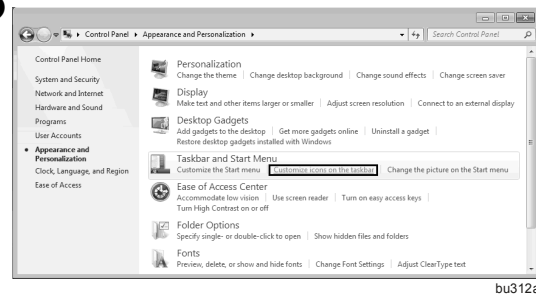 Control Panel ▸ Appearance and Personalization ▸ Search Control Panel
Control Panel Home
System and Security
Network and Internet
Hardware and Sound
Programs
User Accounts
Appearance and
Personalization
Clock, Language, and Region
Ease of Access
Personalization
Change the theme | Change desktop background | Change sound effects | Change screen saver
Display
Make text and other items larger or smaller | Adjust screen resolution | Connect to an external display
Desktop Gadgets
Add gadgets to the desktop | Get more gadgets online | Uninstall a gadget |
Restore desktop gadgets installed with Windows
Taskbar and Start Menu
Customize the Start menu | Customize icons on the taskbar | Change the picture on the Start menu
Ease of Access Center
Accommodate low vision | Use screen reader | Turn on easy access keys |
Turn High Contrast on or off
Folder Options
Specify single- or double-click to open | Show hidden files and folders
Fonts
Preview, delete, or show and hide fonts | Change Font Settings | Adjust ClearType text
bu312a